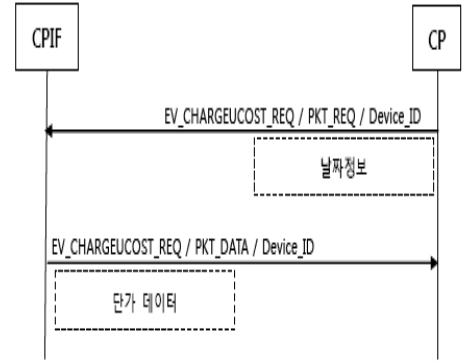 CPIF
CP
EV_CHARGEUCOST_REQ / PKT_REQ / Device_ID
날짜정보
EV_CHARGEUCOST_REQ / PKT_DATA / Device_ID
단가 데이터